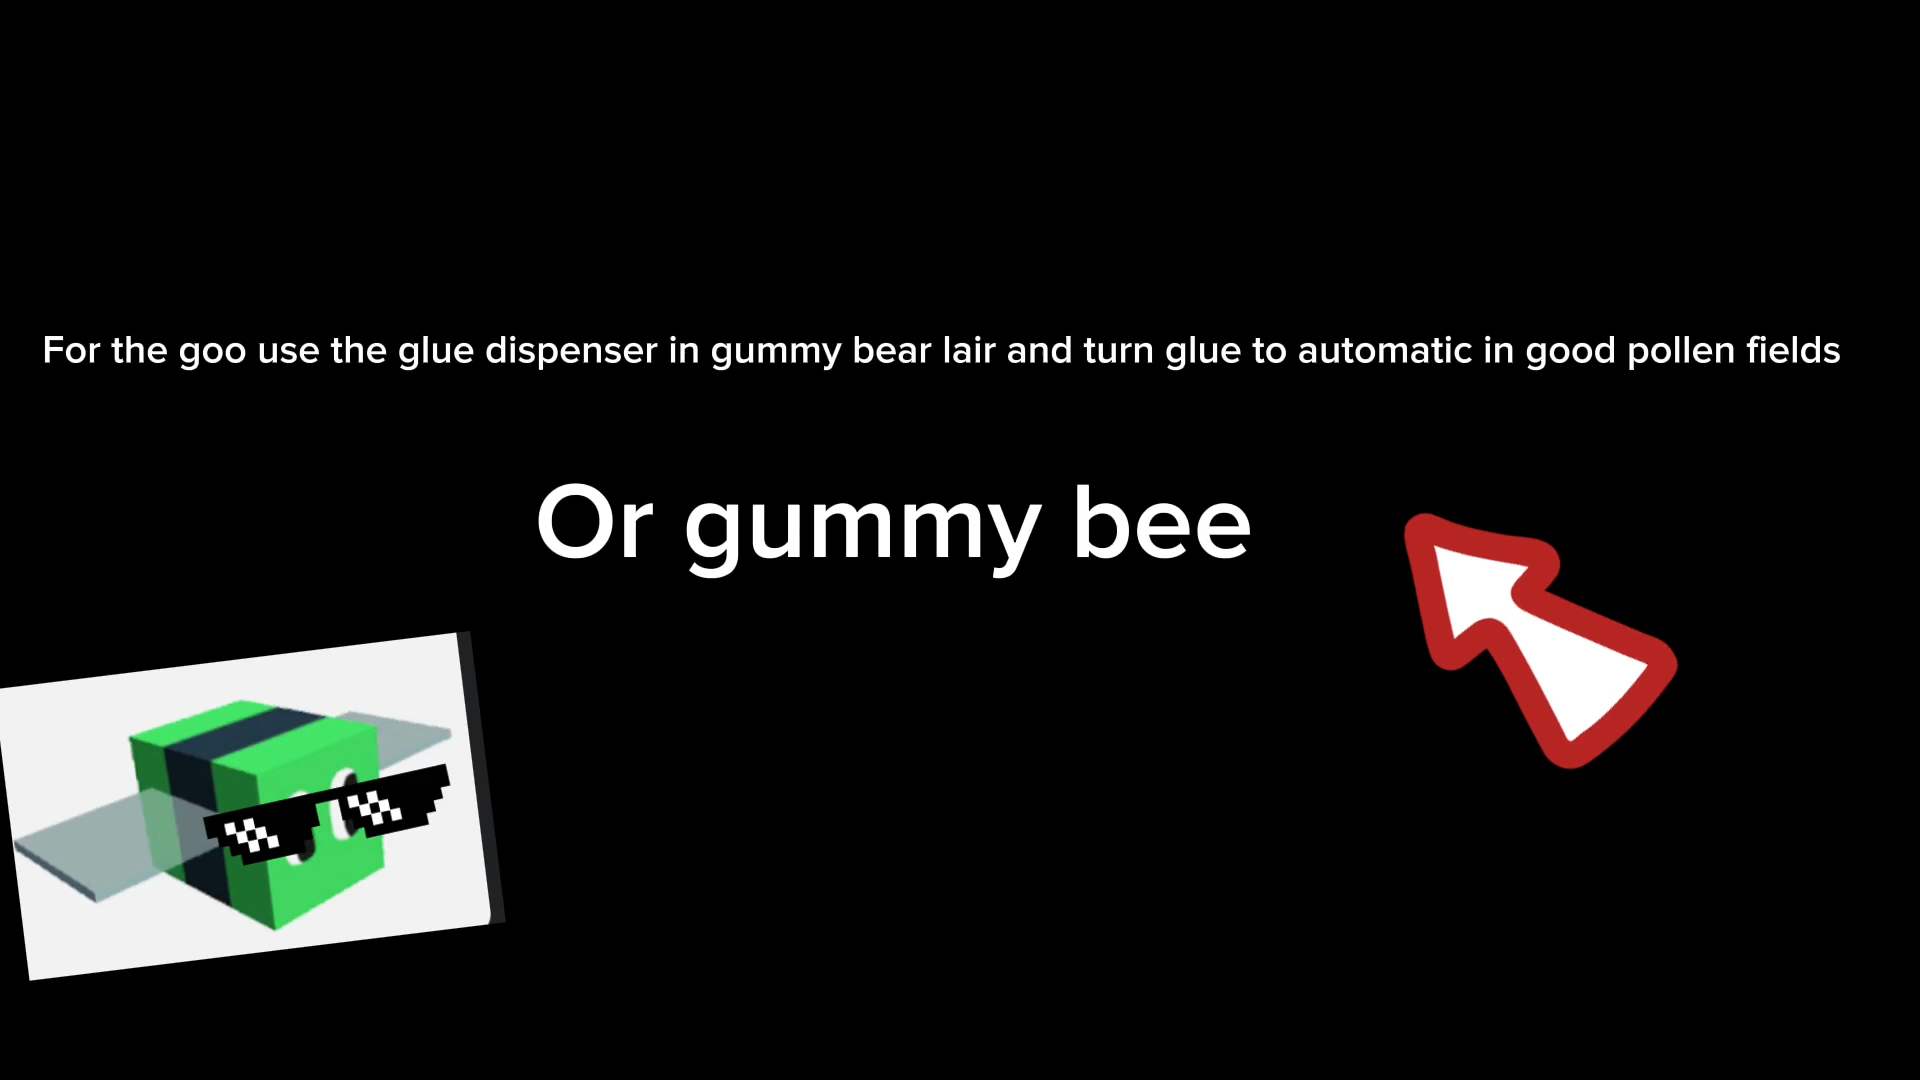 For the goo use the glue dispenser in gummy bear lair and turn glue to automatic in good pollen fields
Or gummy bee